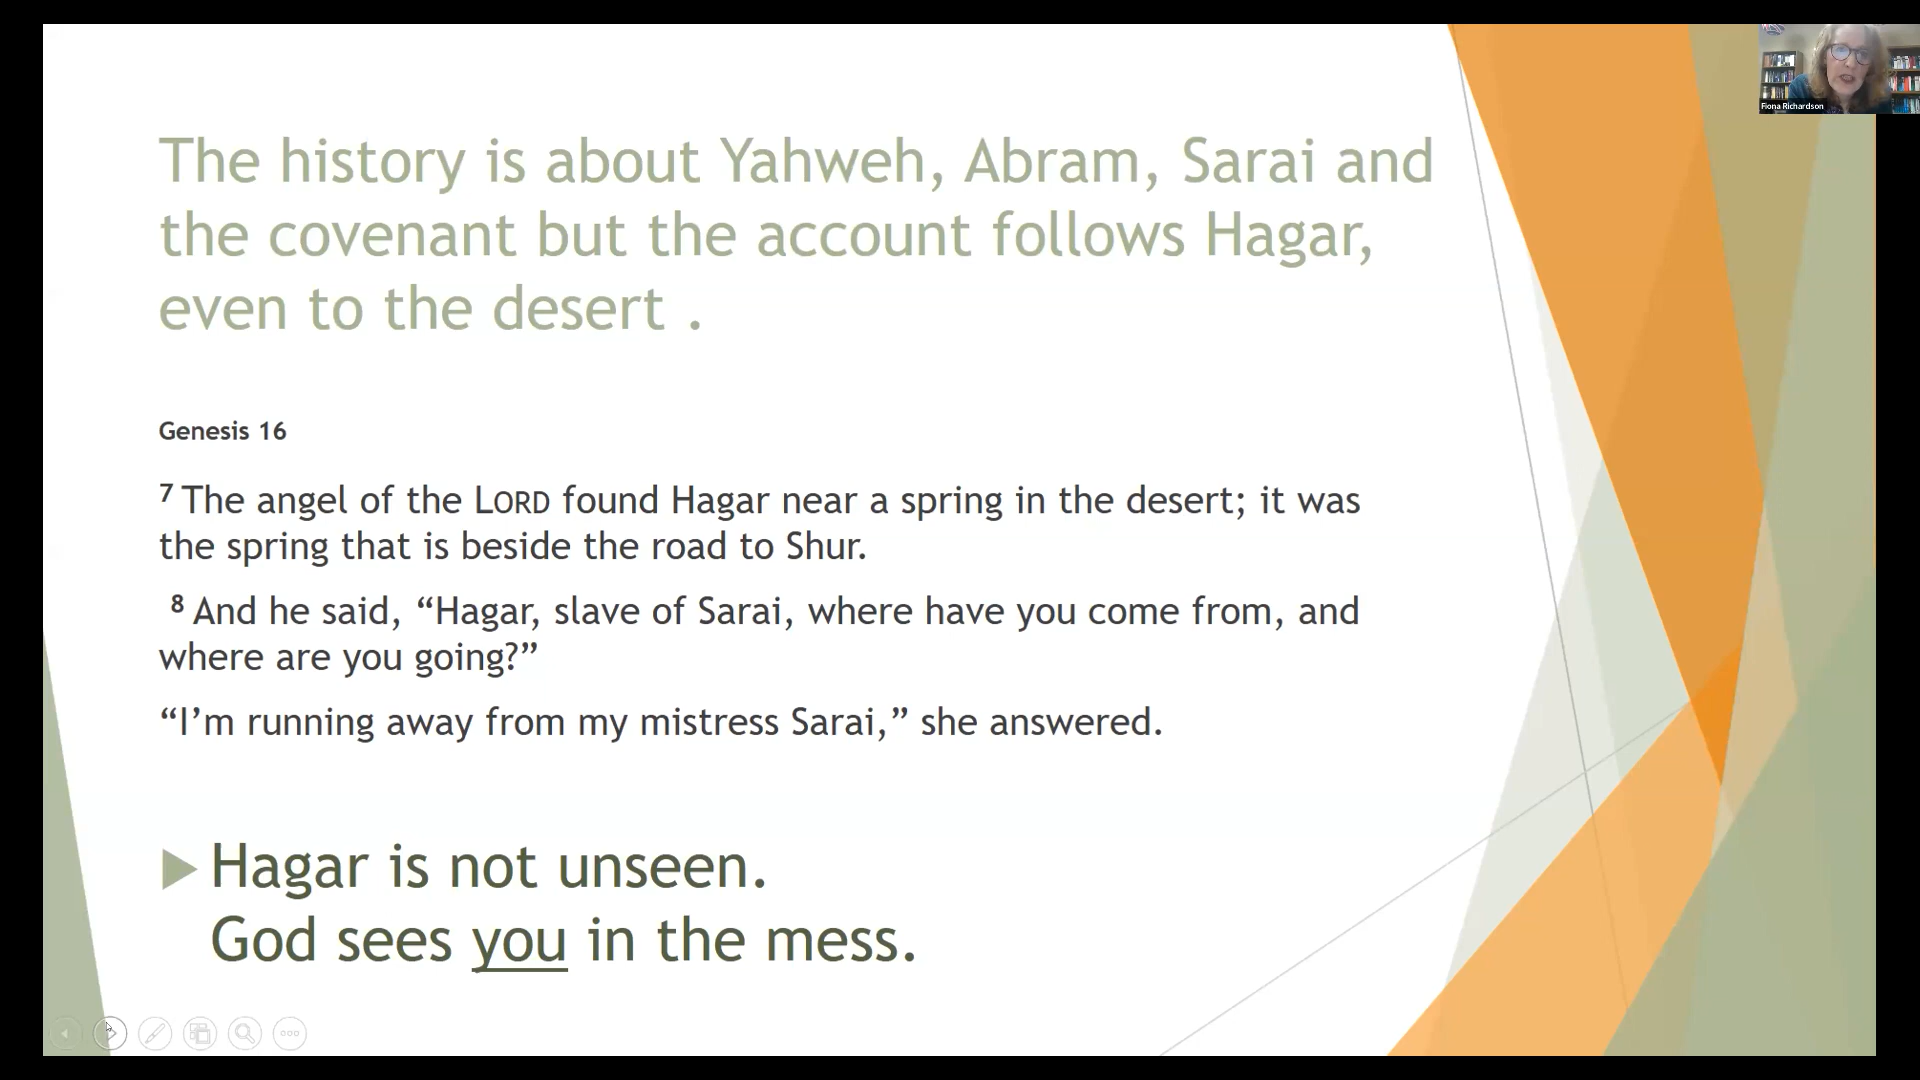 Fiona Richardson
The history is about Yahweh, Abram, Sarai and
the covenant but the account follows Hagar,
even to the desert .
Genesis 16
7 The angel of the LORD found Hagar near a spring in the desert; it was
the spring that is beside the road to Shur.
8 And he said, “Hagar, slave of Sarai, where have you come from, and
where are you going?”
“I’m running away from my mistress Sarai,” she answered.
Hagar is not unseen.
God sees you in the mess.